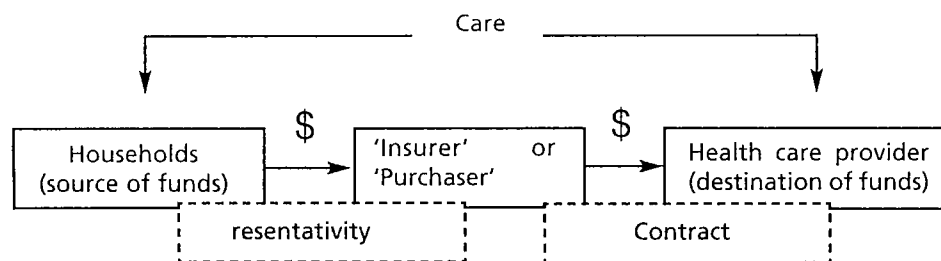 Care
$ $
Households
(source of funds)
'Insurer' or
'Purchaser'
Health care provider
(destination of funds)
resentativity
Contract